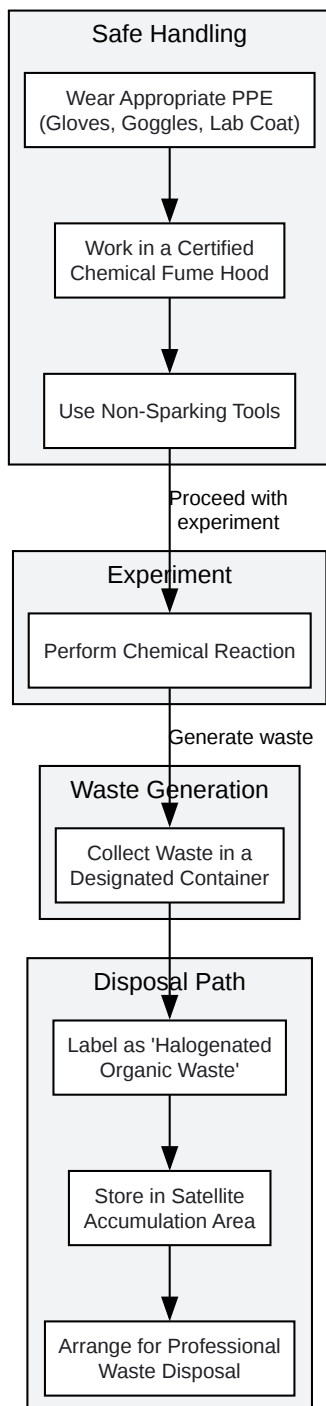 Safe Handling
Wear Appropriate PPE
(Gloves, Goggles, Lab Coat)
Work in a Certified
Chemical Fume Hood
Use Non-Sparking Tools
Proceed with
experiment
Experiment
Perform Chemical Reaction
Generate waste
Waste Generation
Collect Waste in a
Designated Container
Disposal Path
Label as 'Halogenated
Organic Waste'
Store in Satellite
Accumulation Area
Arrange for Professional
Waste Disposal